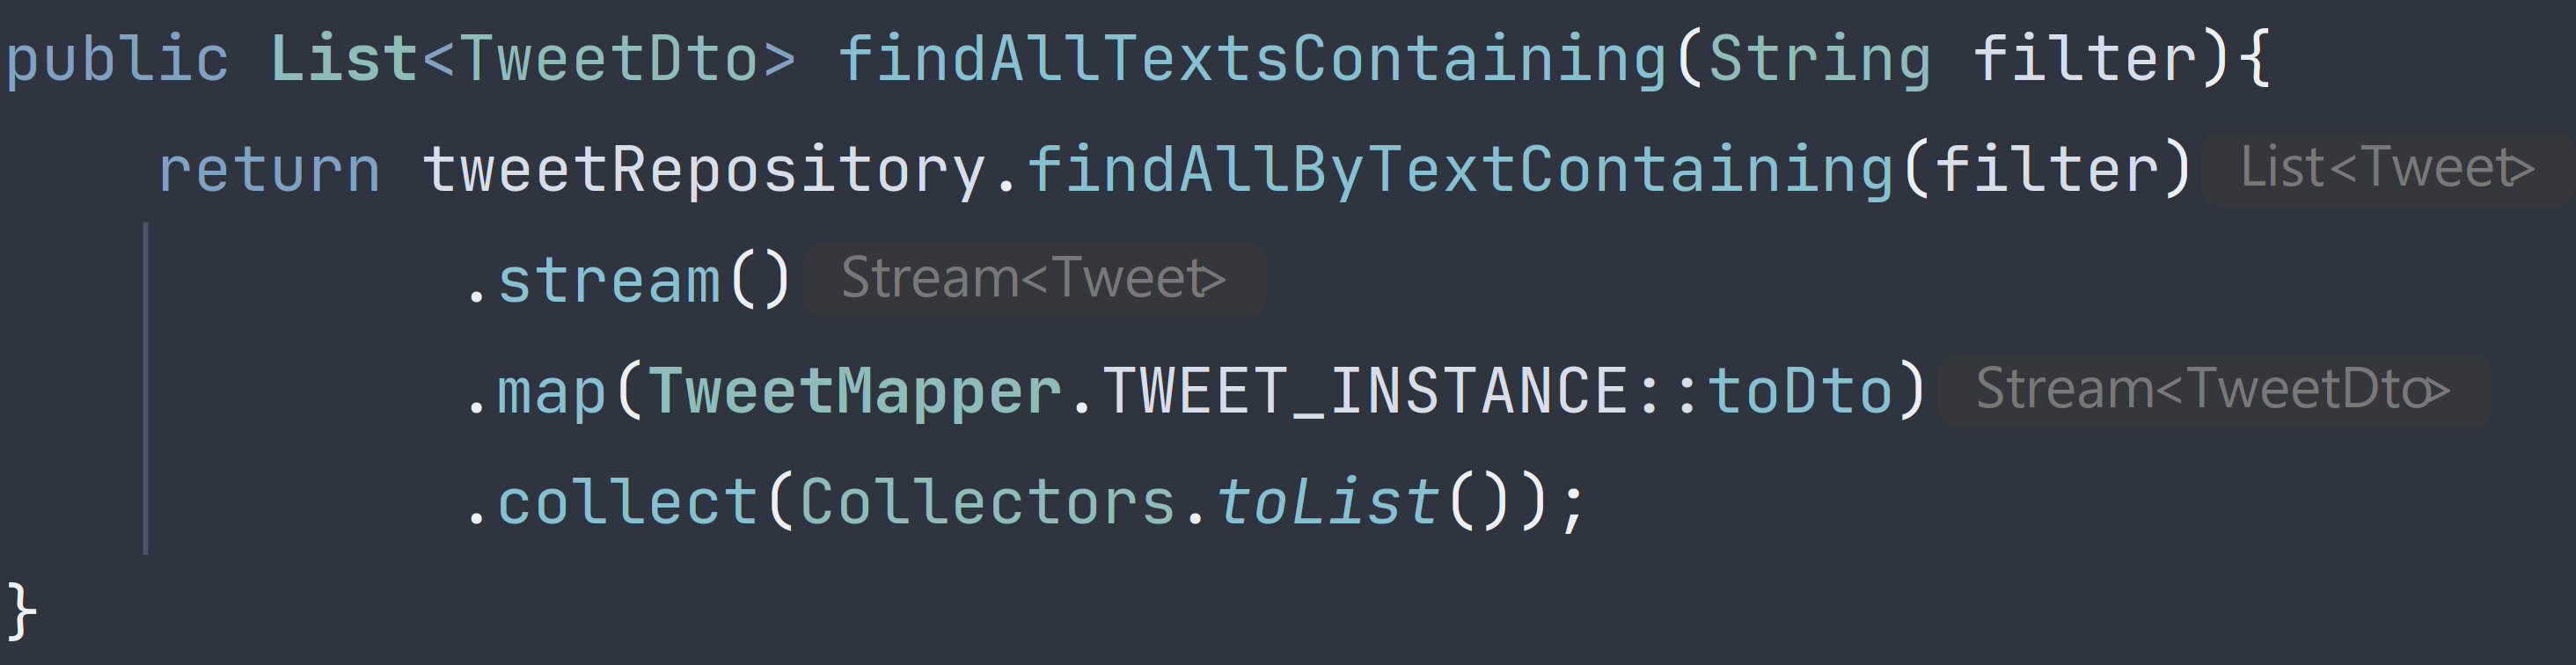 public List<TweetDto> findAllTextsContaining(String filter){
return tweetRepository.findAllByTextContaining(filter) List<Tweet>
.stream() Stream<Tweet>
.map(TweetMapper.TWEET_INSTANCE::toDto) Stream<TweetDto>
.collect(Collectors.toList());
}